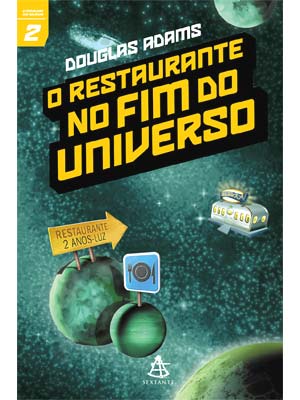 2
DOUGLAS ADAMS
O RESTAURANTE
NO FIM DO
UNIVERSO
RESTAURANTE
2 ANOS-LUZ
SEXTANTE